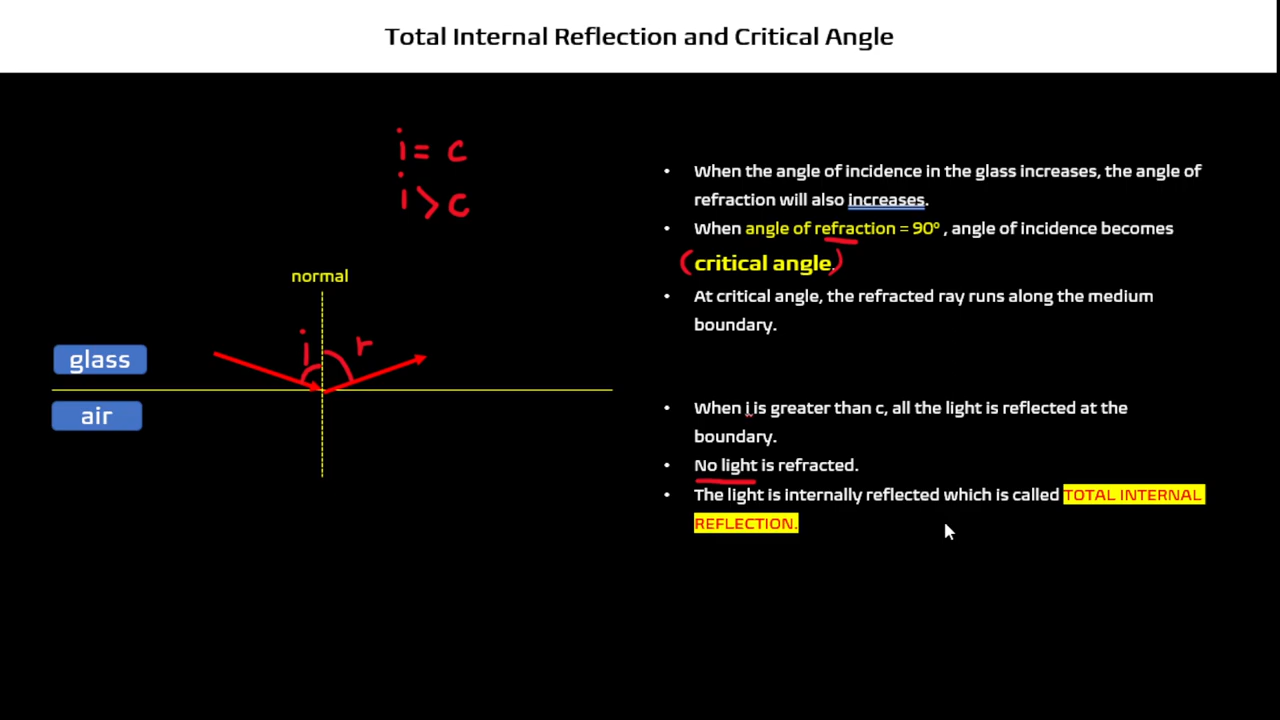 Total Internal Reflection and Critical Angle
i = c
i > c
normal
i r
glass
air
• When the angle of incidence in the glass increases, the angle of
refraction will also increases.
• When angle of refraction = 90º , angle of incidence becomes
(critical angle.)
• At critical angle, the refracted ray runs along the medium
boundary.
• When i is greater than c, all the light is reflected at the
boundary.
• No light is refracted.
• The light is internally reflected which is called TOTAL INTERNAL
REFLECTION.